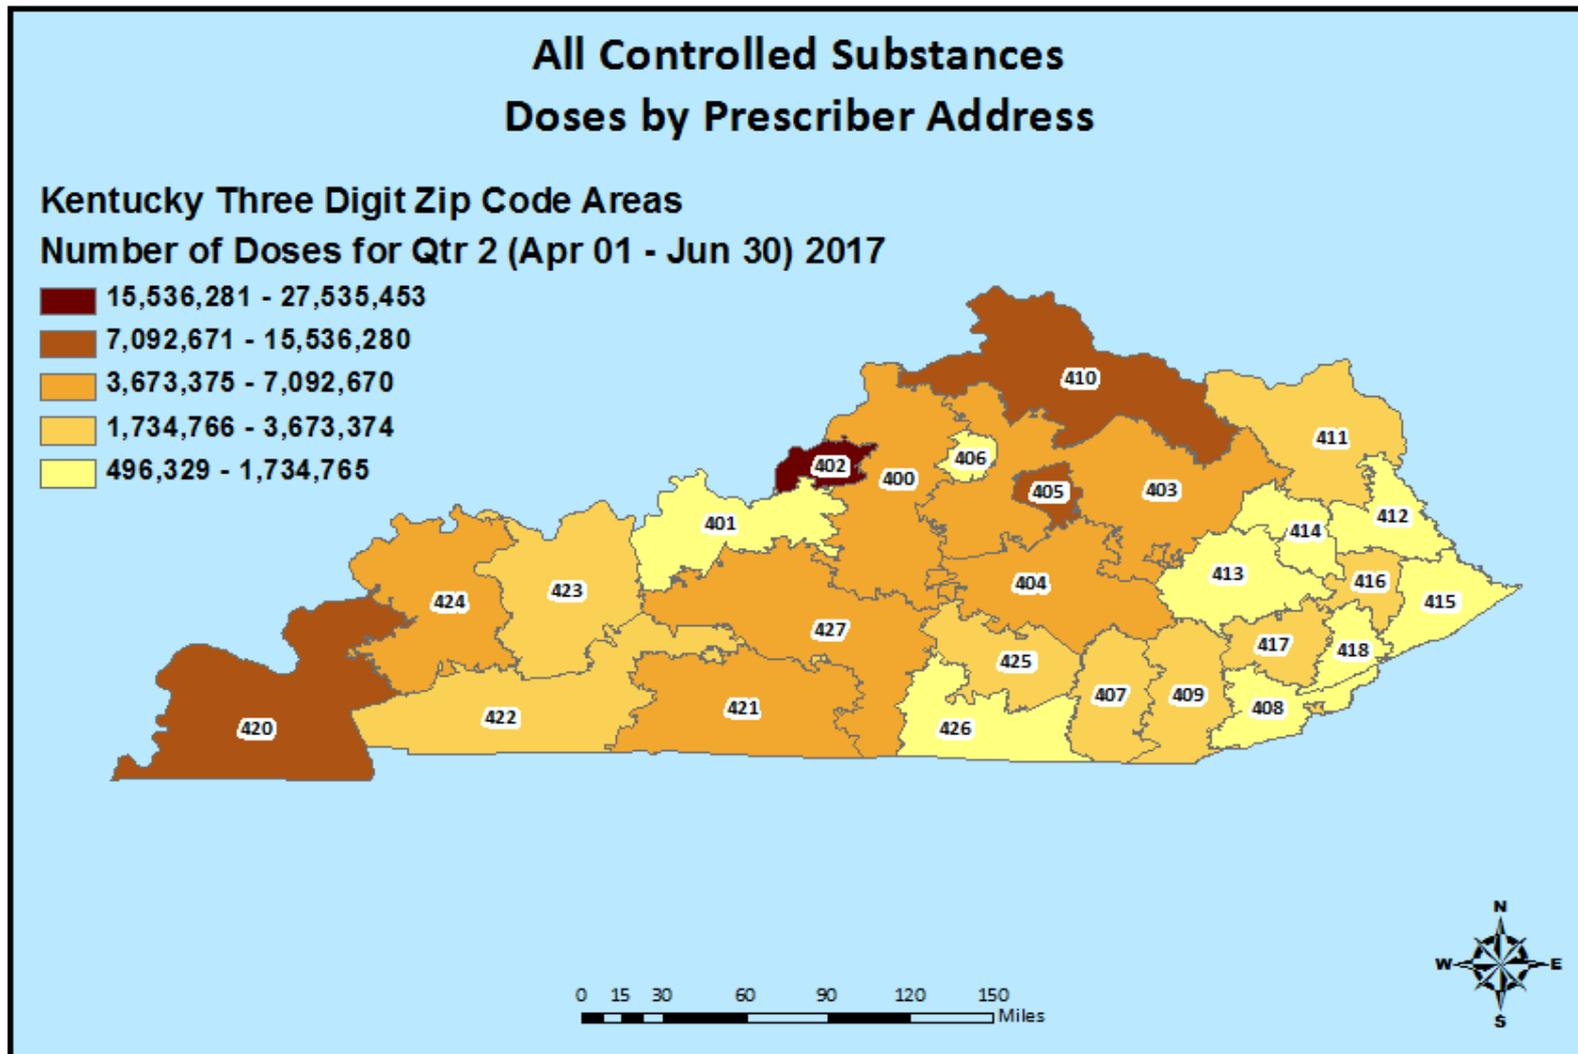 All Controlled Substances
Doses by Prescriber Address
Kentucky Three Digit Zip Code Areas
Number of Doses for Qtr 2 (Apr 01 - Jun 30) 2017
15,536,281 - 27,535,453
7,092,671 - 15,536,280
3,673,375 - 7,092,670
1,734,766 - 3,673,374
496,329 - 1,734,765
410
411
402
406
400
405
403
401
412
414
404
413
416
424
423
415
427
417
418
425
407
409
421
408
422
420
426
N
W
E
S
0 15 30 60 90 120 150
Miles